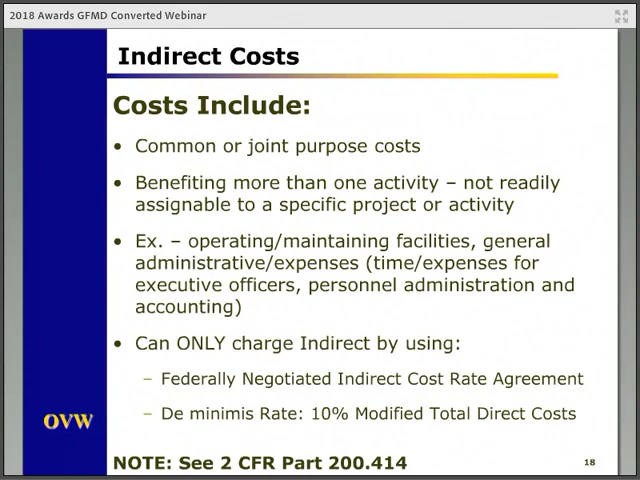 2018 Awards GFMD Converted Webinar
Indirect Costs
Costs Include:
• Common or joint purpose costs
• Benefiting more than one activity – not readily
assignable to a specific project or activity
• Ex. – operating/maintaining facilities, general
administrative/expenses (time/expenses for
executive officers, personnel administration and
accounting)
• Can ONLY charge Indirect by using:
– Federally Negotiated Indirect Cost Rate Agreement
– De minimis Rate: 10% Modified Total Direct Costs
OVW
NOTE: See 2 CFR Part 200.414
18